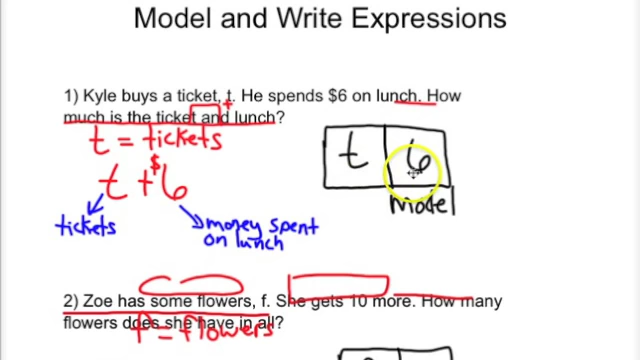 Model and Write Expressions
1) Kyle buys a ticket, t. He spends $6 on lunch. How
+
much is the ticket and lunch?
t = tickets
$
t + 6
t 6
Model
tickets
money spent
on lunch
2) Zoe has some flowers, f. She gets 10 more. How many
flowers does she have in all?
f = flowers